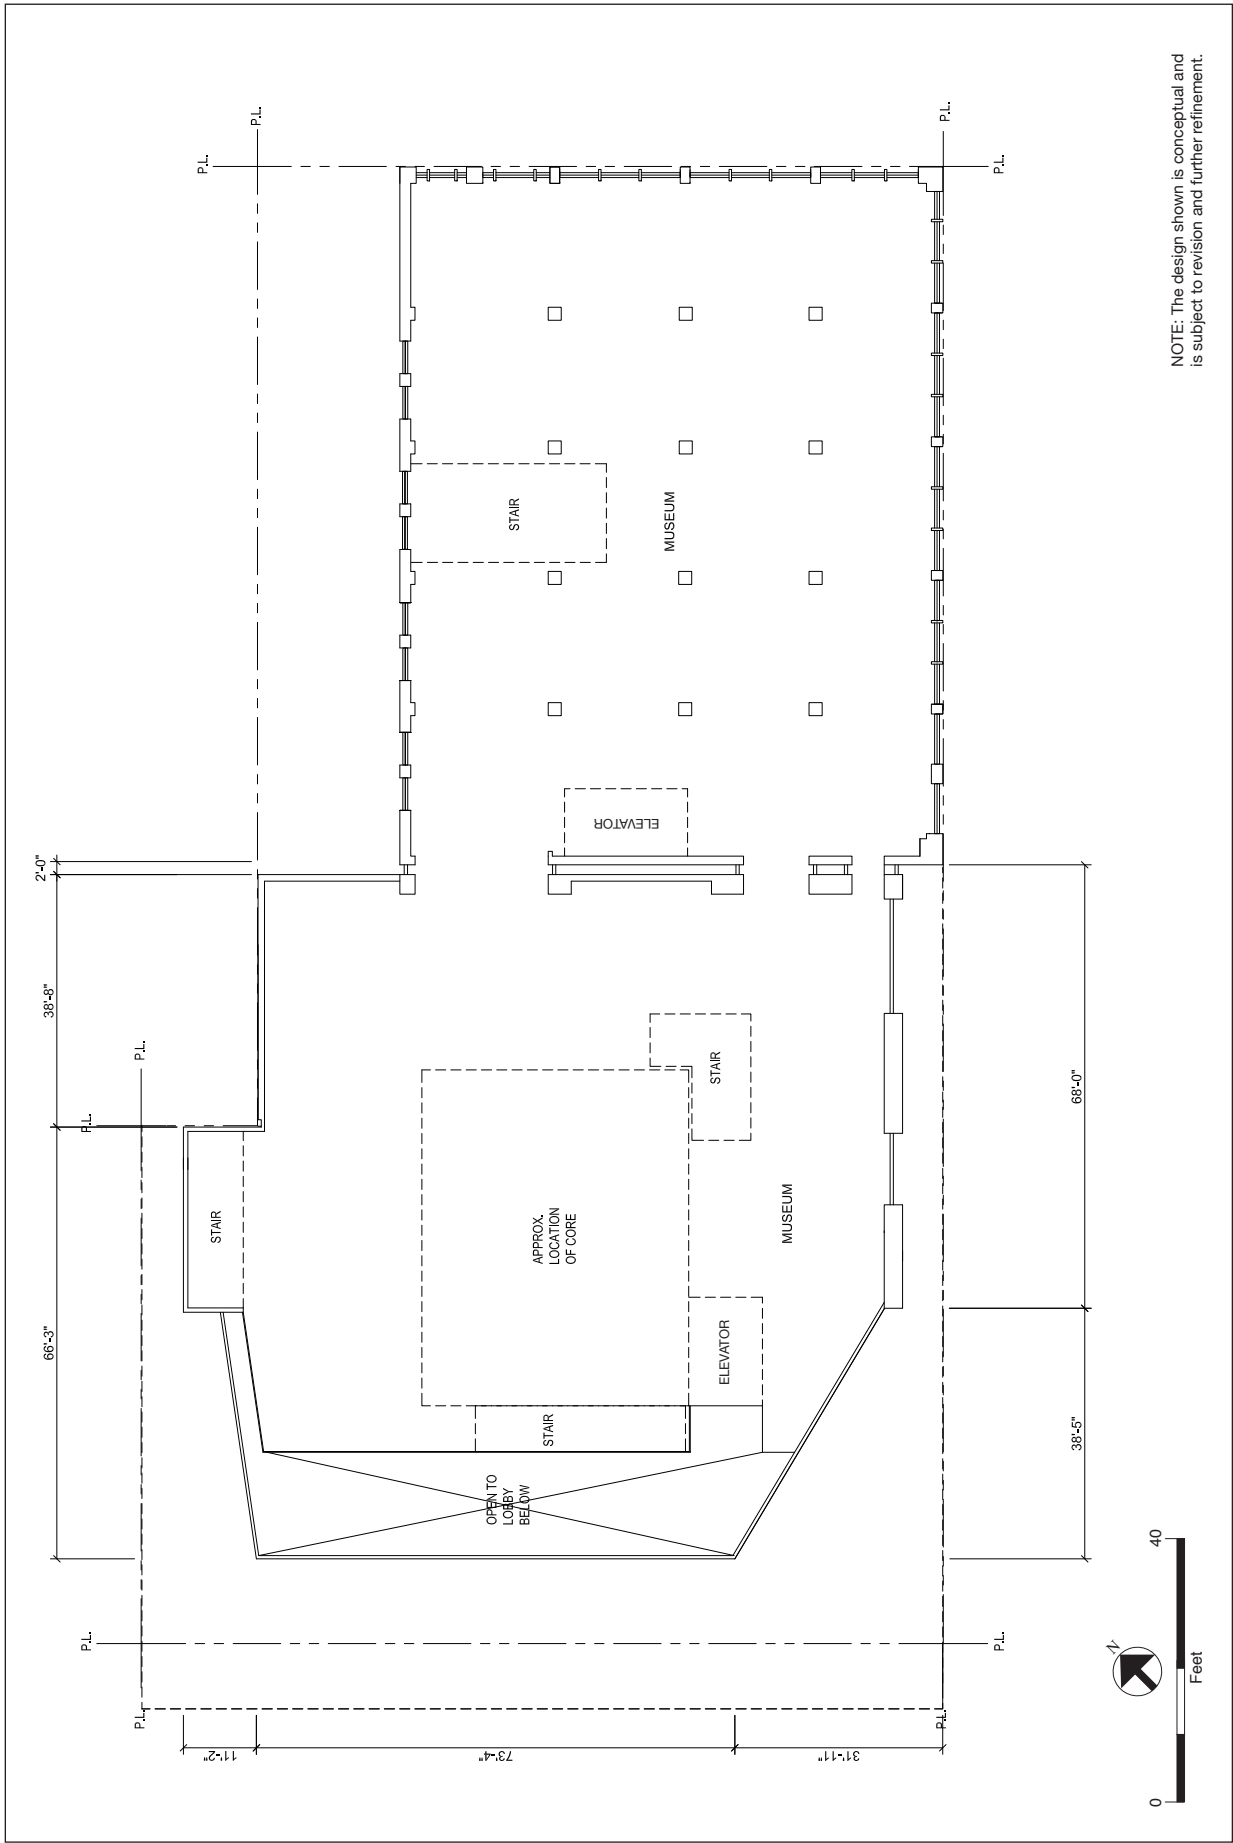 NOTE: The design shown is conceptual and
is subject to revision and further refinement.
P.L.
P.L.
P.L.
P.L.
P.L.
P.L.
P.L.
P.L.
P.L.
P.L.
P.L.
2'-0"
38'-8"
66'-3"
68'-0"
38'-5"
11'-2"
73'-4"
31'-11"
STAIR
MUSEUM
ELEVATOR
STAIR
STAIR
APPROX.
LOCATION
OF CORE
MUSEUM
ELEVATOR
STAIR
OPEN TO
LOBBY
BELOW
N
0
40
Feet